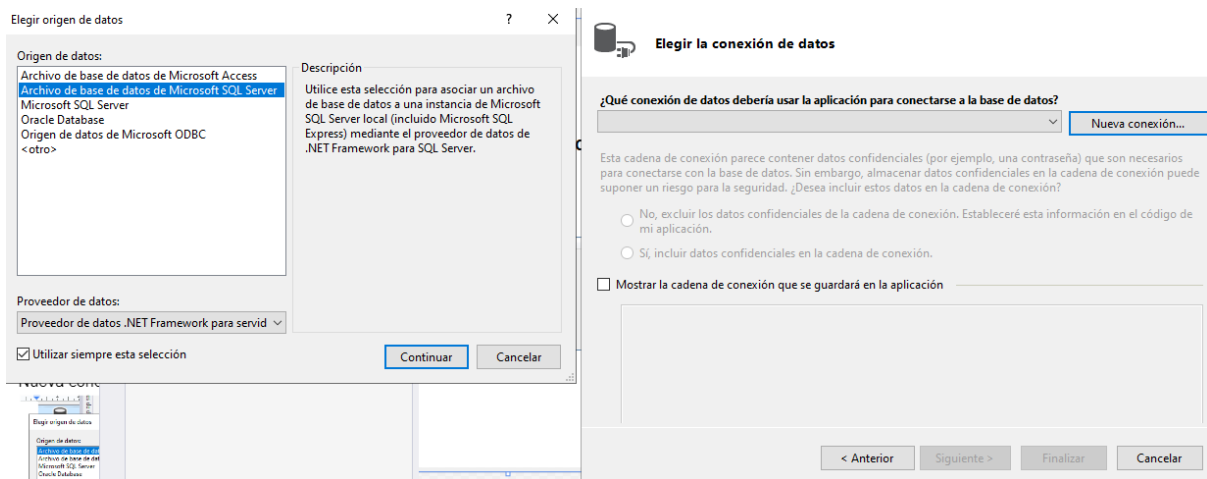 Elegir origen de datos
Origen de datos:
Archivo de base de datos de Microsoft Access
Archivo de base de datos de Microsoft SQL Server
Microsoft SQL Server
Oracle Database
Origen de datos de Microsoft ODBC
<otro>
Descripción
Utilice esta selección para asociar un archivo
de base de datos a una instancia de Microsoft
SQL Server local (incluido Microsoft SQL
Express) mediante el proveedor de datos de
.NET Framework para SQL Server.
Proveedor de datos:
Proveedor de datos .NET Framework para servid
Utilizar siempre esta selección
Continuar
Cancelar
Elegir origen de datos
Origen de datos:
Archivo de base de dat
Archivo de base de dat
Microsoft SQL Server
Oracle Database
Elegir la conexión de datos
¿Qué conexión de datos debería usar la aplicación para conectarse a la base de datos?
Nueva conexión...
Esta cadena de conexión parece contener datos confidenciales (por ejemplo, una contraseña) que son necesarios
para conectarse con la base de datos. Sin embargo, almacenar datos confidenciales en la cadena de conexión puede
suponer un riesgo para la seguridad. ¿Desea incluir estos datos en la cadena de conexión?
No, excluir los datos confidenciales de la cadena de conexión. Estableceré esta información en el código de
mi aplicación.
Sí, incluir datos confidenciales en la cadena de conexión.
Mostrar la cadena de conexión que se guardará en la aplicación
< Anterior
Siguiente >
Finalizar
Cancelar